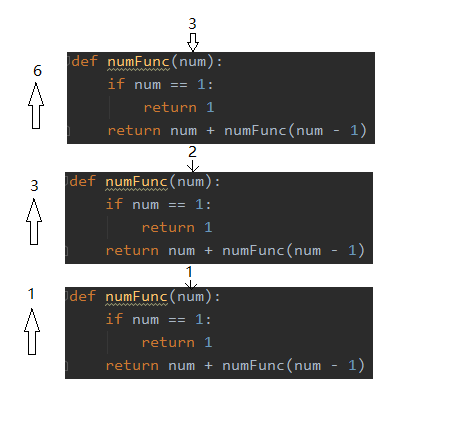 3
def numFunc(num):
6
if num == 1:
return 1
return num + numFunc(num - 1)
2
def numFunc(num):
3
if num == 1:
return 1
return num + numFunc(num - 1)
1
def numFunc(num):
1
if num == 1:
return 1
return num + numFunc(num - 1)